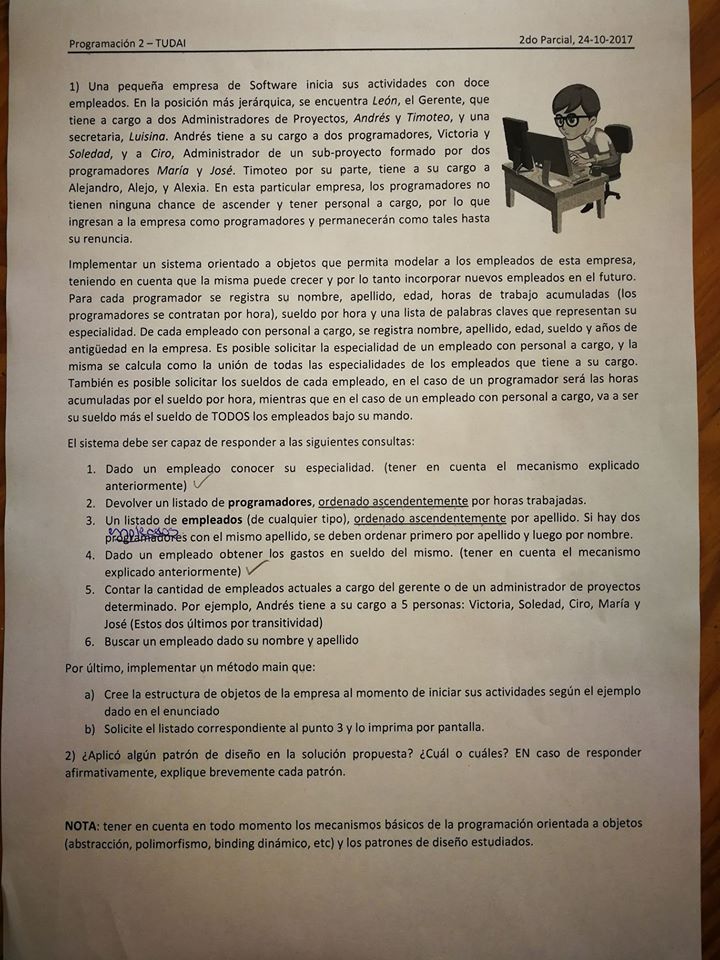 Programación 2 – TUDAI
2do Parcial, 24-10-2017
1) Una pequeña empresa de Software inicia sus actividades con doce
empleados. En la posición más jerárquica, se encuentra León, el Gerente, que
tiene a cargo a dos Administradores de Proyectos, Andrés y Timoteo, y una
secretaria, Luisina. Andrés tiene a su cargo a dos programadores, Victoria y
Soledad, y a Ciro, Administrador de un sub-proyecto formado por dos
programadores María y José. Timoteo por su parte, tiene a su cargo a
Alejandro, Alejo, y Alexia. En esta particular empresa, los programadores no
tienen ninguna chance de ascender y tener personal a cargo, por lo que
ingresan a la empresa como programadores y permanecerán como tales hasta
su renuncia.
Implementar un sistema orientado a objetos que permita modelar a los empleados de esta empresa,
teniendo en cuenta que la misma puede crecer y por lo tanto incorporar nuevos empleados en el futuro.
Para cada programador se registra su nombre, apellido, edad, horas de trabajo acumuladas (los
programadores se contratan por hora), sueldo por hora y una lista de palabras claves que representan su
especialidad. De cada empleado con personal a cargo, se registra nombre, apellido, edad, sueldo y años de
antigüedad en la empresa. Es posible solicitar la especialidad de un empleado con personal a cargo, y la
misma se calcula como la unión de todas las especialidades de los empleados que tiene a su cargo.
También es posible solicitar los sueldos de cada empleado, en el caso de un programador será las horas
acumuladas por el sueldo por hora, mientras que en el caso de un empleado con personal a cargo, va a ser
su sueldo más el sueldo de TODOS los empleados bajo su mando.
El sistema debe ser capaz de responder a las siguientes consultas:
1. Dado un empleado conocer su especialidad. (tener en cuenta el mecanismo explicado
anteriormente)
2. Devolver un listado de programadores, ordenado ascendentemente por horas trabajadas.
3. Un listado de empleados (de cualquier tipo), ordenado ascendentemente por apellido. Si hay dos
empleados
programadores con el mismo apellido, se deben ordenar primero por apellido y luego por nombre.
4. Dado un empleado obtener los gastos en sueldo del mismo. (tener en cuenta el mecanismo
explicado anteriormente)
5. Contar la cantidad de empleados actuales a cargo del gerente o de un administrador de proyectos
determinado. Por ejemplo, Andrés tiene a su cargo a 5 personas: Victoria, Soledad, Ciro, María y
José (Estos dos últimos por transitividad)
6. Buscar un empleado dado su nombre y apellido
Por último, implementar un método main que:
a) Cree la estructura de objetos de la empresa al momento de iniciar sus actividades según el ejemplo
dado en el enunciado
b) Solicite el listado correspondiente al punto 3 y lo imprima por pantalla.
2) ¿Aplicó algún patrón de diseño en la solución propuesta? ¿Cuál o cuáles? EN caso de responder
afirmativamente, explique brevemente cada patrón.
NOTA: tener en cuenta en todo momento los mecanismos básicos de la programación orientada a objetos
(abstracción, polimorfismo, binding dinámico, etc) y los patrones de diseño estudiados.